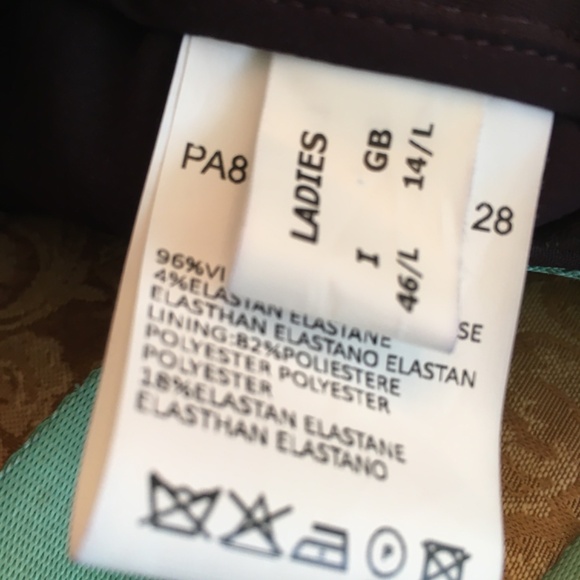 LADIES
GB I
14/L 46/L
PA8
28
96%VI
SE
4%ELASTAN ELASTANE
ELASTHAN ELASTANO ELASTAN
LINING:82%POLIESTERE
POLYESTER POLYESTER
POLYESTER
18%ELASTAN ELASTANE
ELASTHAN ELASTANO
P